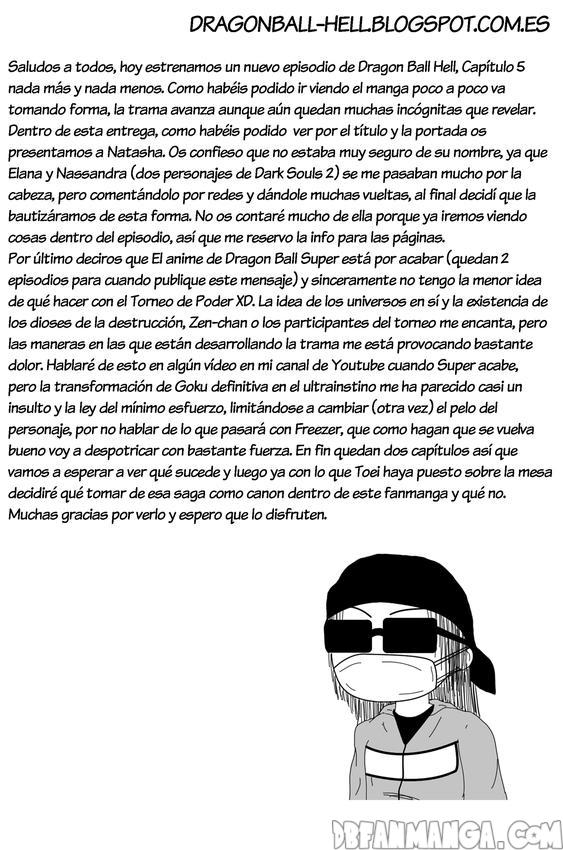 DRAGONBALL-HELL.BLOGSPOT.COM.ES
Saludos a todos, hoy estrenamos un nuevo episodio de Dragon Ball Hell, Capítulo 5
nada más y nada menos. Como habéis podido ir viendo el manga poco a poco va
tomando forma, la trama avanza aunque aún quedan muchas incógnitas que revelar.
Dentro de esta entrega, como habéis podido ver por el título y la portada os
presentamos a Natasha. Os confieso que no estaba muy seguro de su nombre, ya que
Elana y Nassandra (dos personajes de Dark Souls 2) se me pasaban mucho por la
cabeza, pero comentándolo por redes y dándole muchas vueltas, al final decidí que la
bautizáramos de esta forma. No os contaré mucho de ella porque ya iremos viendo
cosas dentro del episodio, así que me reservo la info para las páginas.
Por último deciros que El anime de Dragon Ball Super está por acabar (quedan 2
episodios para cuando publique este mensaje) y sinceramente no tengo la menor idea
de qué hacer con el Torneo de Poder XD. La idea de los universos en sí y la existencia de
los dioses de la destrucción, Zen-chan o los participantes del torneo me encanta, pero
las maneras en las que están desarrollando la trama me está provocando bastante
dolor. Hablaré de esto en algún vídeo en mi canal de Youtube cuando Super acabe,
pero la transformación de Goku definitiva en el ultrainstino me ha parecido casi un
insulto y la ley del mínimo esfuerzo, limitándose a cambiar (otra vez) el pelo del
personaje, por no hablar de lo que pasará con Freezer, que como hagan que se vuelva
bueno voy a despotricar con bastante fuerza. En fin quedan dos capítulos así que
vamos a esperar a ver qué sucede y luego ya con lo que Toei haya puesto sobre la mesa
decidiré qué tomar de esa saga como canon dentro de este fanmanga y qué no.
Muchas gracias por verlo y espero que lo disfruten.
DBFANMANGA.COM